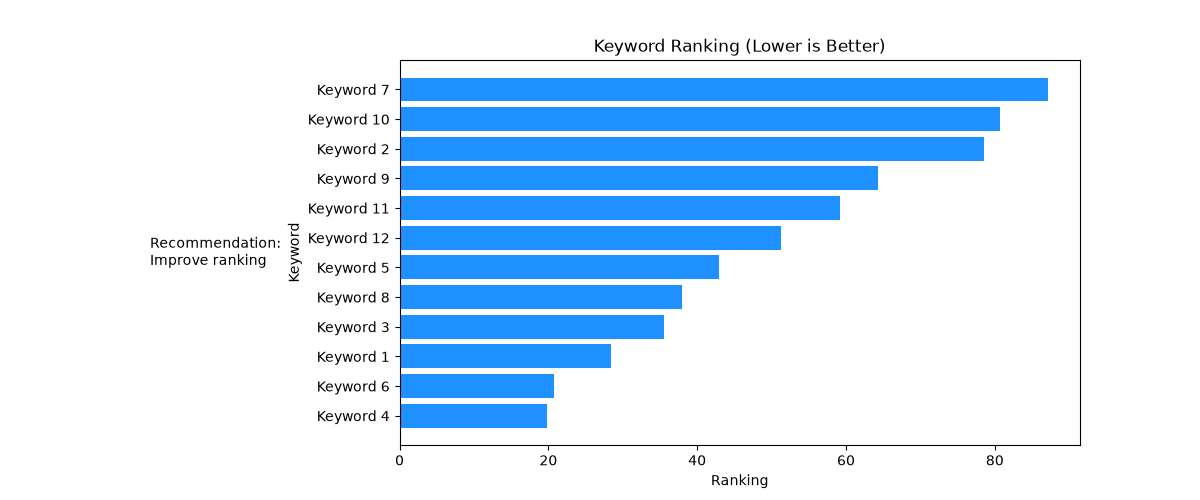 Keyword Ranking (Lower is Better)
Keyword 7
Keyword 10
Keyword 2
Keyword 9
Keyword 11
Keyword 12
Keyword 5
Keyword 8
Keyword 3
Keyword 1
Keyword 6
Keyword 4
Keyword
Recommendation:
Improve ranking
0 20 40 60 80
Ranking